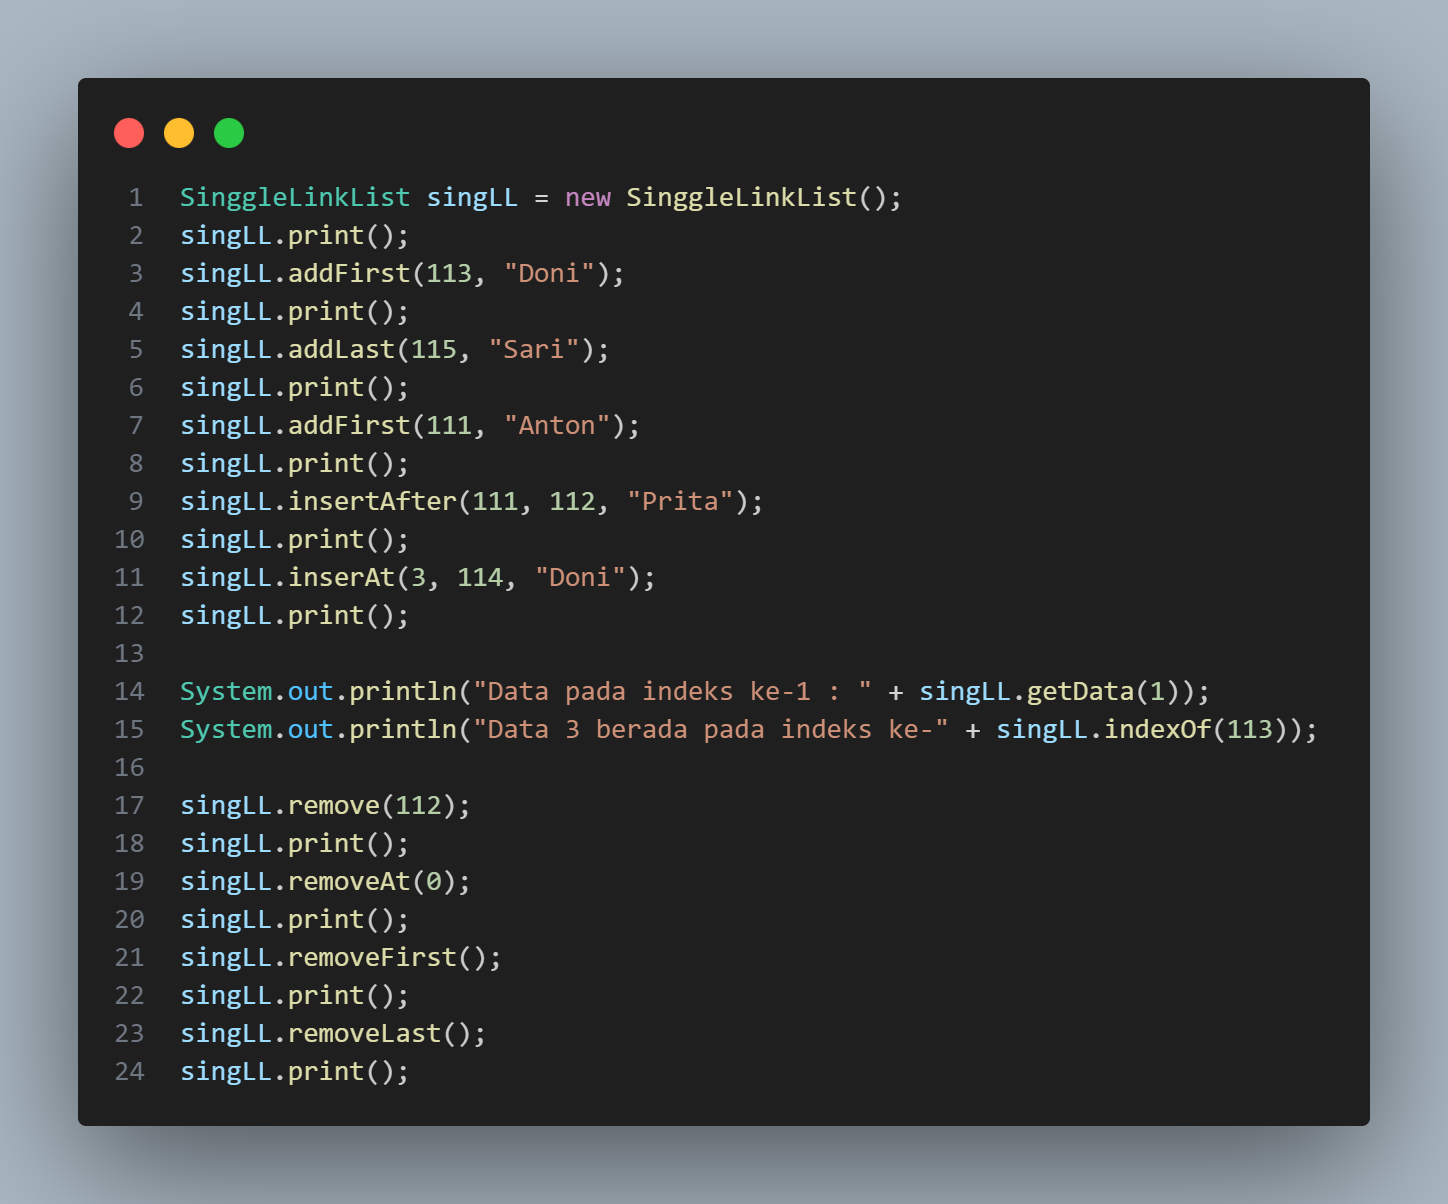 1 SinggleLinkList singLL = new SinggleLinkList();
2 singLL.print();
3 singLL.addFirst(113, "Doni");
4 singLL.print();
5 singLL.addLast(115, "Sari");
6 singLL.print();
7 singLL.addFirst(111, "Anton");
8 singLL.print();
9 singLL.insertAfter(111, 112, "Prita");
10 singLL.print();
11 singLL.inserAt(3, 114, "Doni");
12 singLL.print();
13
14 System.out.println("Data pada indeks ke-1 : " + singLL.getData(1));
15 System.out.println("Data 3 berada pada indeks ke-" + singLL.indexOf(113));
16
17 singLL.remove(112);
18 singLL.print();
19 singLL.removeAt(0);
20 singLL.print();
21 singLL.removeFirst();
22 singLL.print();
23 singLL.removeLast();
24 singLL.print();